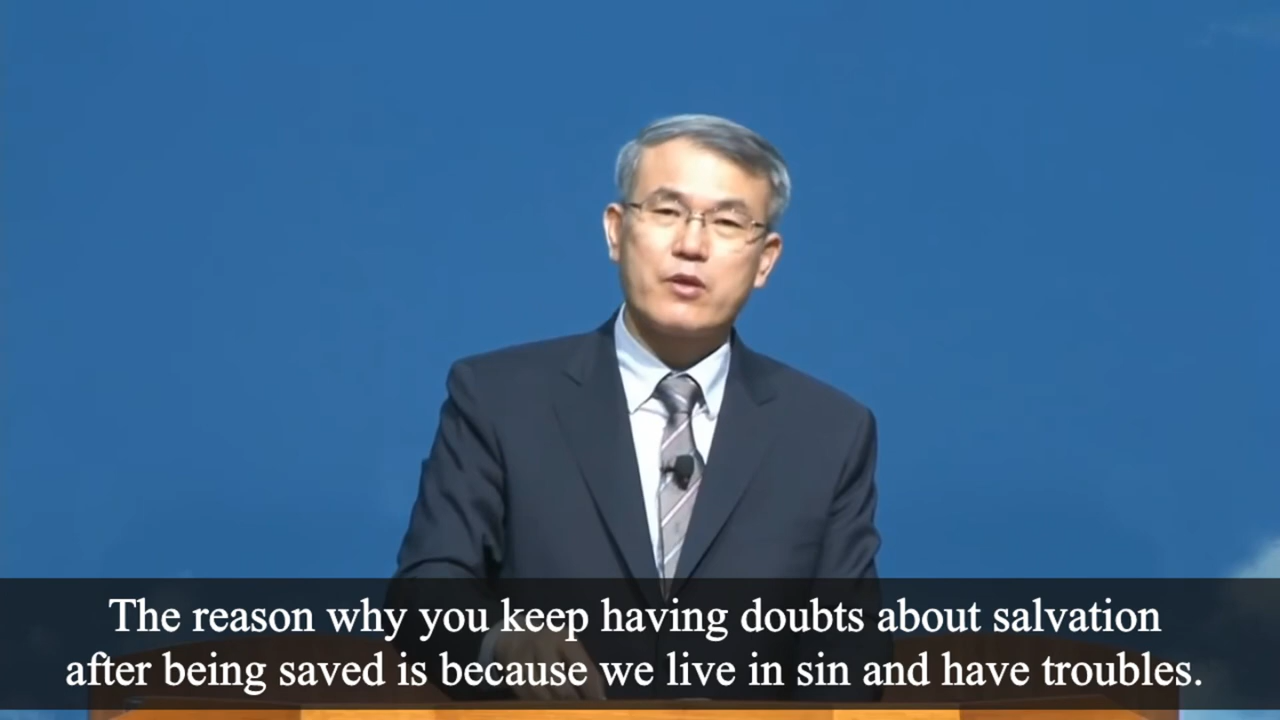 The reason why you keep having doubts about salvation
after being saved is because we live in sin and have troubles.